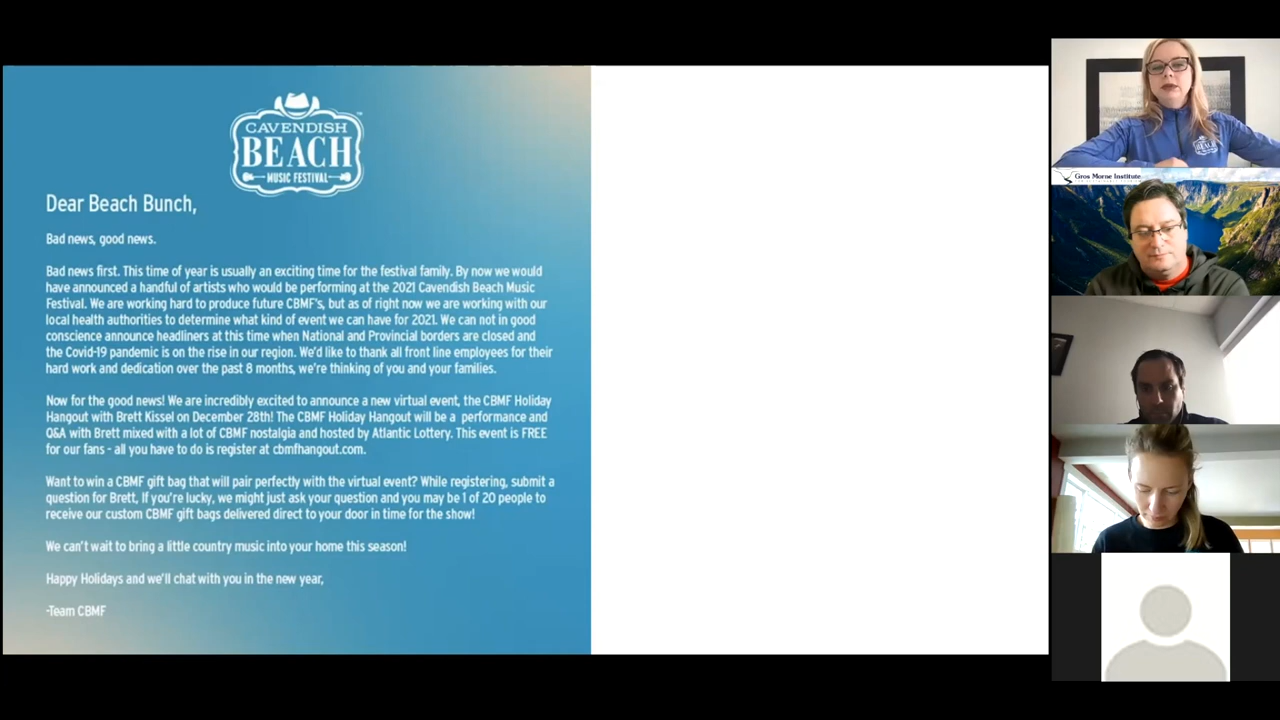 CAVENDISH
BEACH
MUSIC FESTIVAL
Dear Beach Bunch,
Bad news, good news.
Bad news first. This time of year is usually an exciting time for the festival family. By now we would
have announced a handful of artists who would be performing at the 2021 Cavendish Beach Music
Festival. We are working hard to produce future CBMF's, but as of right now we are working with our
local health authorities to determine what kind of event we can have for 2021. We can not in good
conscience announce headliners at this time when National and Provincial borders are closed and
the Covid-19 pandemic is on the rise in our region. We'd like to thank all front line employees for their
hard work and dedication over the past 8 months, we're thinking of you and your families.
Now for the good news! We are incredibly excited to announce a new virtual event, the CBMF Holiday
Hangout with Brett Kissel on December 28th! The CBMF Holiday Hangout will be a performance and
Q&A with Brett mixed with a lot of CBMF nostalgia and hosted by Atlantic Lottery. This event is FREE
for our fans - all you have to do is register at cbmfhangout.com.
Want to win a CBMF gift bag that will pair perfectly with the virtual event? While registering, submit a
question for Brett, If you're lucky, we might just ask your question and you may be 1 of 20 people to
receive our custom CBMF gift bags delivered direct to your door in time for the show!
We can't wait to bring a little country music into your home this season!
Happy Holidays and we'll chat with you in the new year,
-Team CBMF
Gros Morne Institute
BEACH